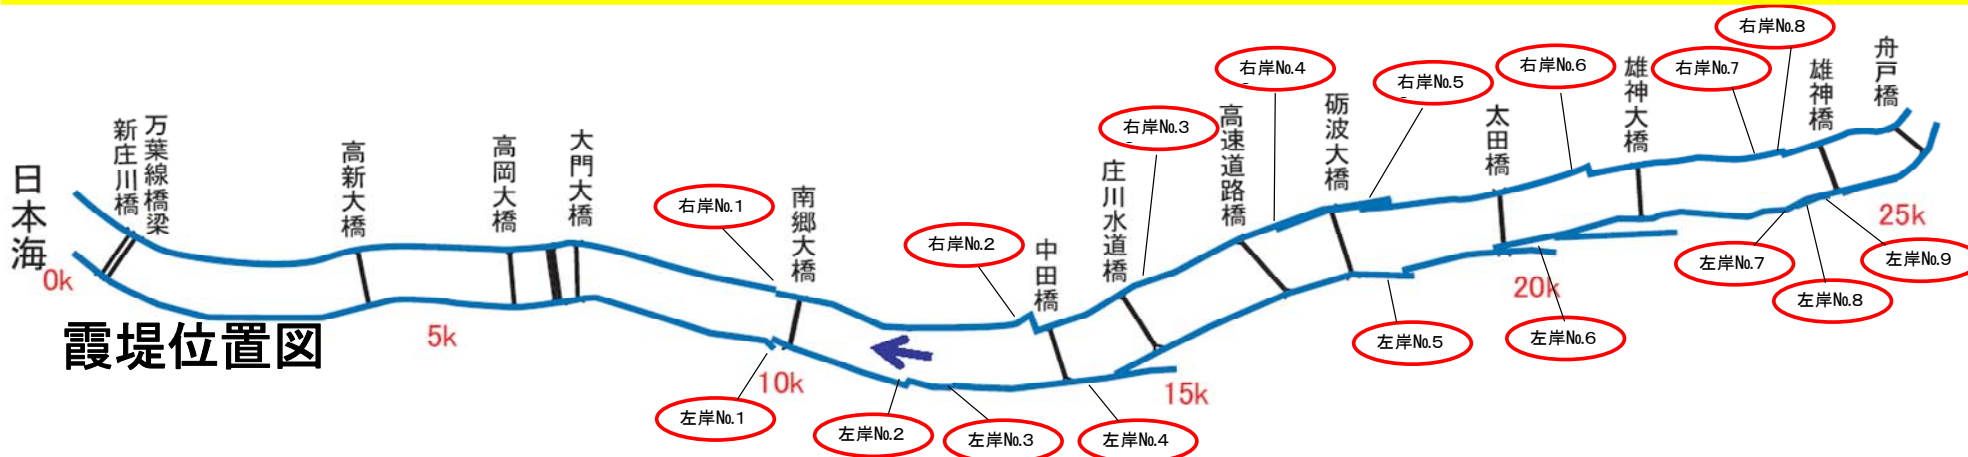 日本海
0k
新庄川橋
万葉線橋梁
霞堤位置図
高新大橋
5k
高岡大橋
大門大橋
右岸№1
南郷大橋
10k
左岸№1
左岸№2
右岸№2
左岸№3
中田橋
左岸№4
庄川水道橋
右岸№3
15k
高速道路橋
右岸№4
砺波大橋
右岸№5
左岸№5
太田橋
20k
右岸№6
左岸№6
雄神大橋
右岸№7
右岸№8
左岸№7
左岸№8
雄神橋
左岸№9
舟戸橋
25k